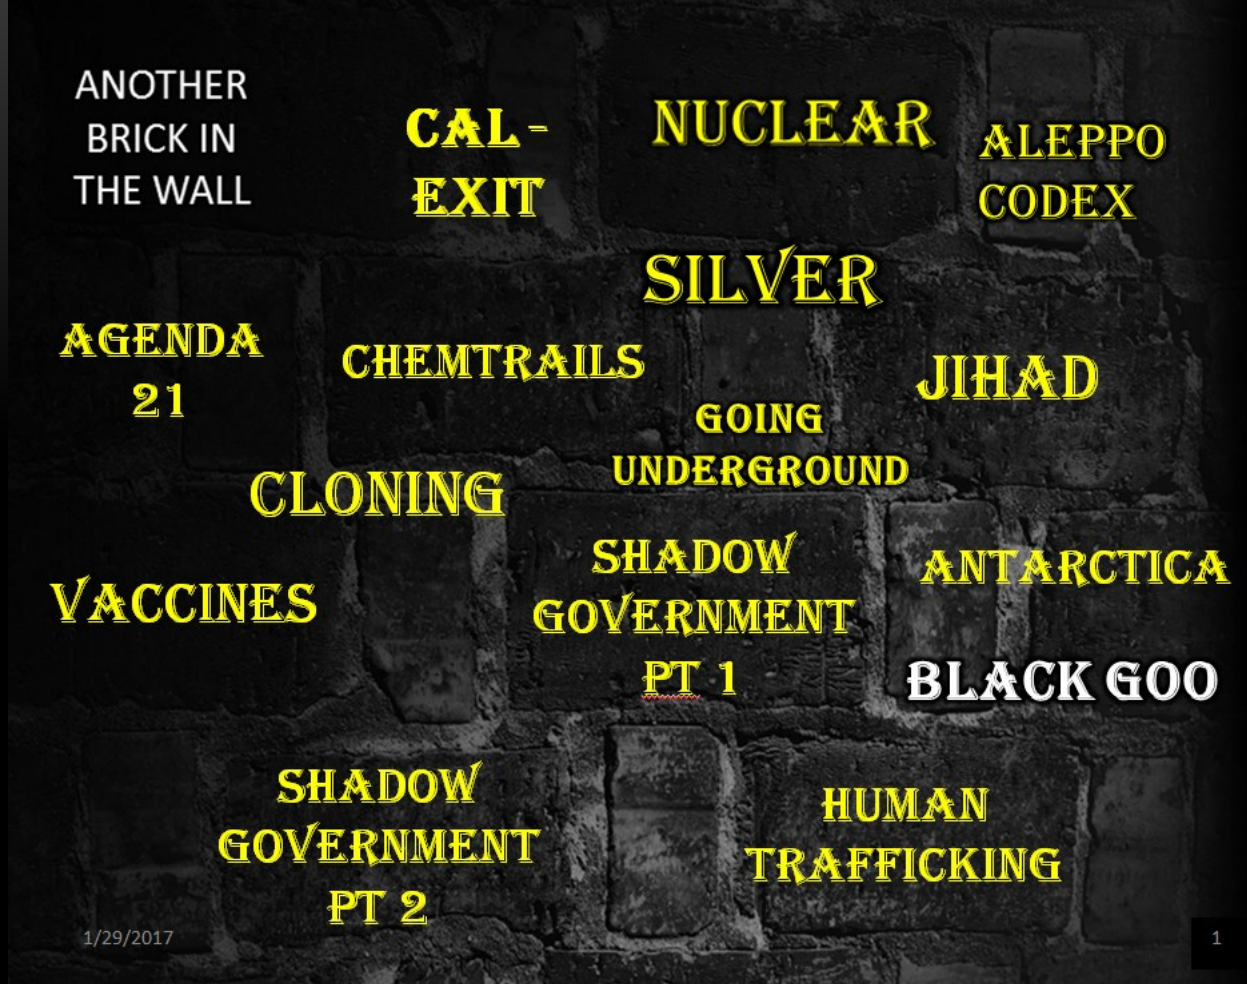 ANOTHER
BRICK IN
THE WALL
CAL-
EXIT
NUCLEAR
ALEPPO
CODEX
SILVER
AGENDA
21
CHEMTRAILS
JIHAD
GOING
UNDERGROUND
CLONING
SHADOW
GOVERNMENT
PT 1
ANTARCTICA
VACCINES
BLACK GOO
SHADOW
GOVERNMENT
PT 2
HUMAN
TRAFFICKING
1/29/2017
1